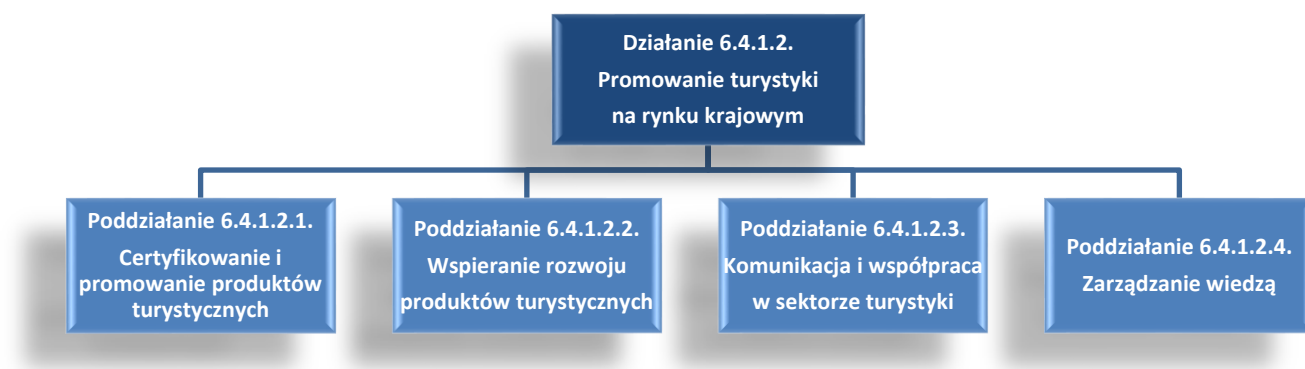 Działanie 6.4.1.2.
Promowanie turystyki
na rynku krajowym
Poddziałanie 6.4.1.2.1.
Certyfikowanie i
promowanie produktów
turystycznych
Poddziałanie 6.4.1.2.2.
Wspieranie rozwoju
produktów turystycznych
Poddziałanie 6.4.1.2.3.
Komunikacja i współpraca
w sektorze turystyki
Poddziałanie 6.4.1.2.4.
Zarządzanie wiedzą